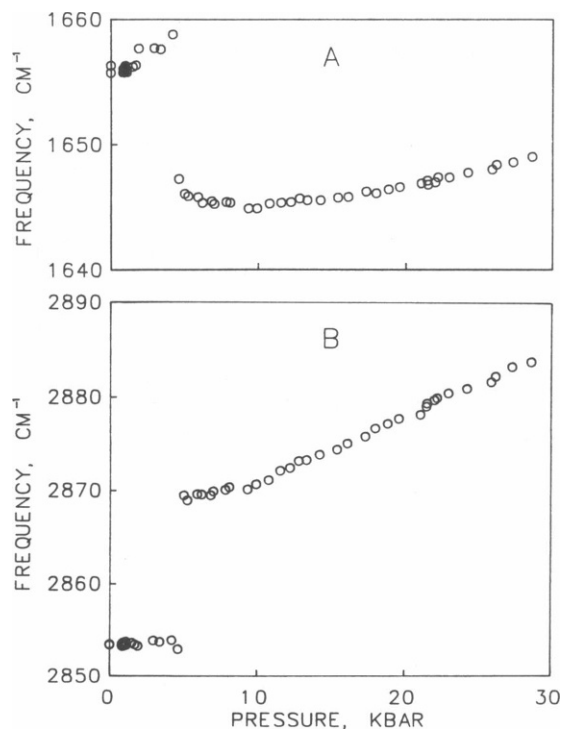 1660
A
1650
FREQUENCY, CM⁻¹
1640
2890
B
2880
FREQUENCY, CM⁻¹
2870
2860
2850
0 10 20 30
PRESSURE, KBAR